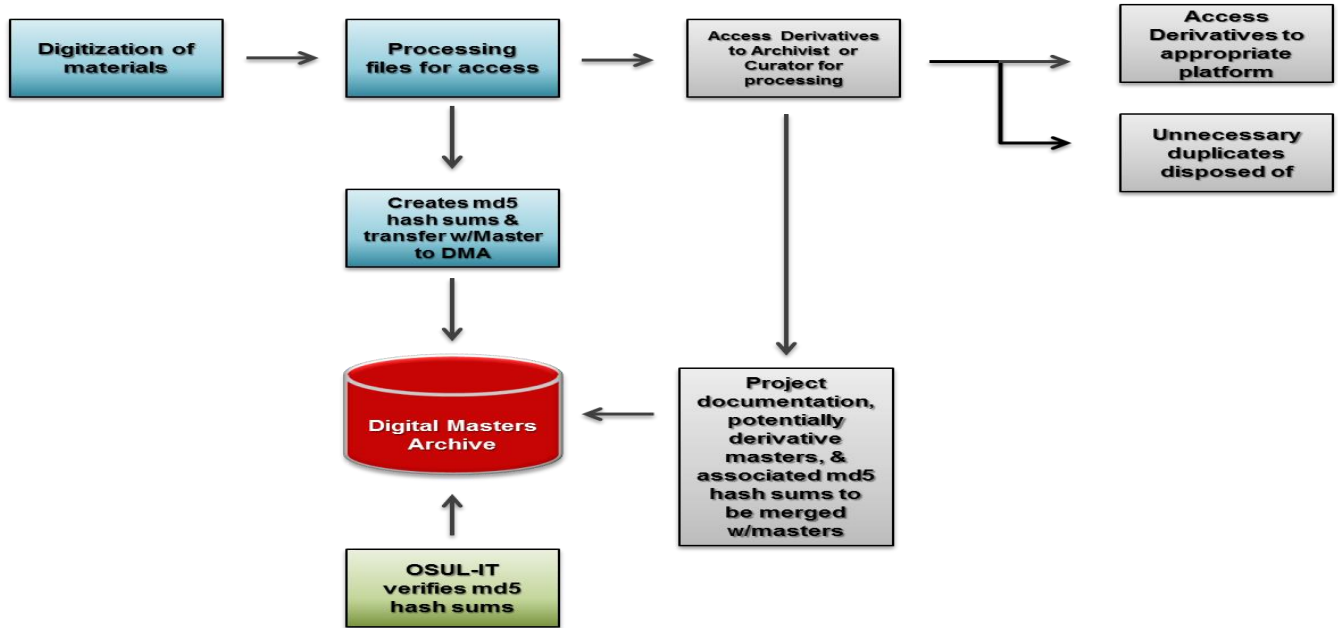 Digitization of
materials
Processing
files for access
Access Derivatives
to Archivist or
Curator for
processing
Access
Derivatives to
appropriate
platform
Unnecessary
duplicates
disposed of
Creates md5
hash sums &
transfer w/Master
to DMA
Digital Masters
Archive
Project
documentation,
potentially
derivative
masters, &
associated md5
hash sums to
be merged
w/masters
OSUL-IT
verifies md5
hash sums